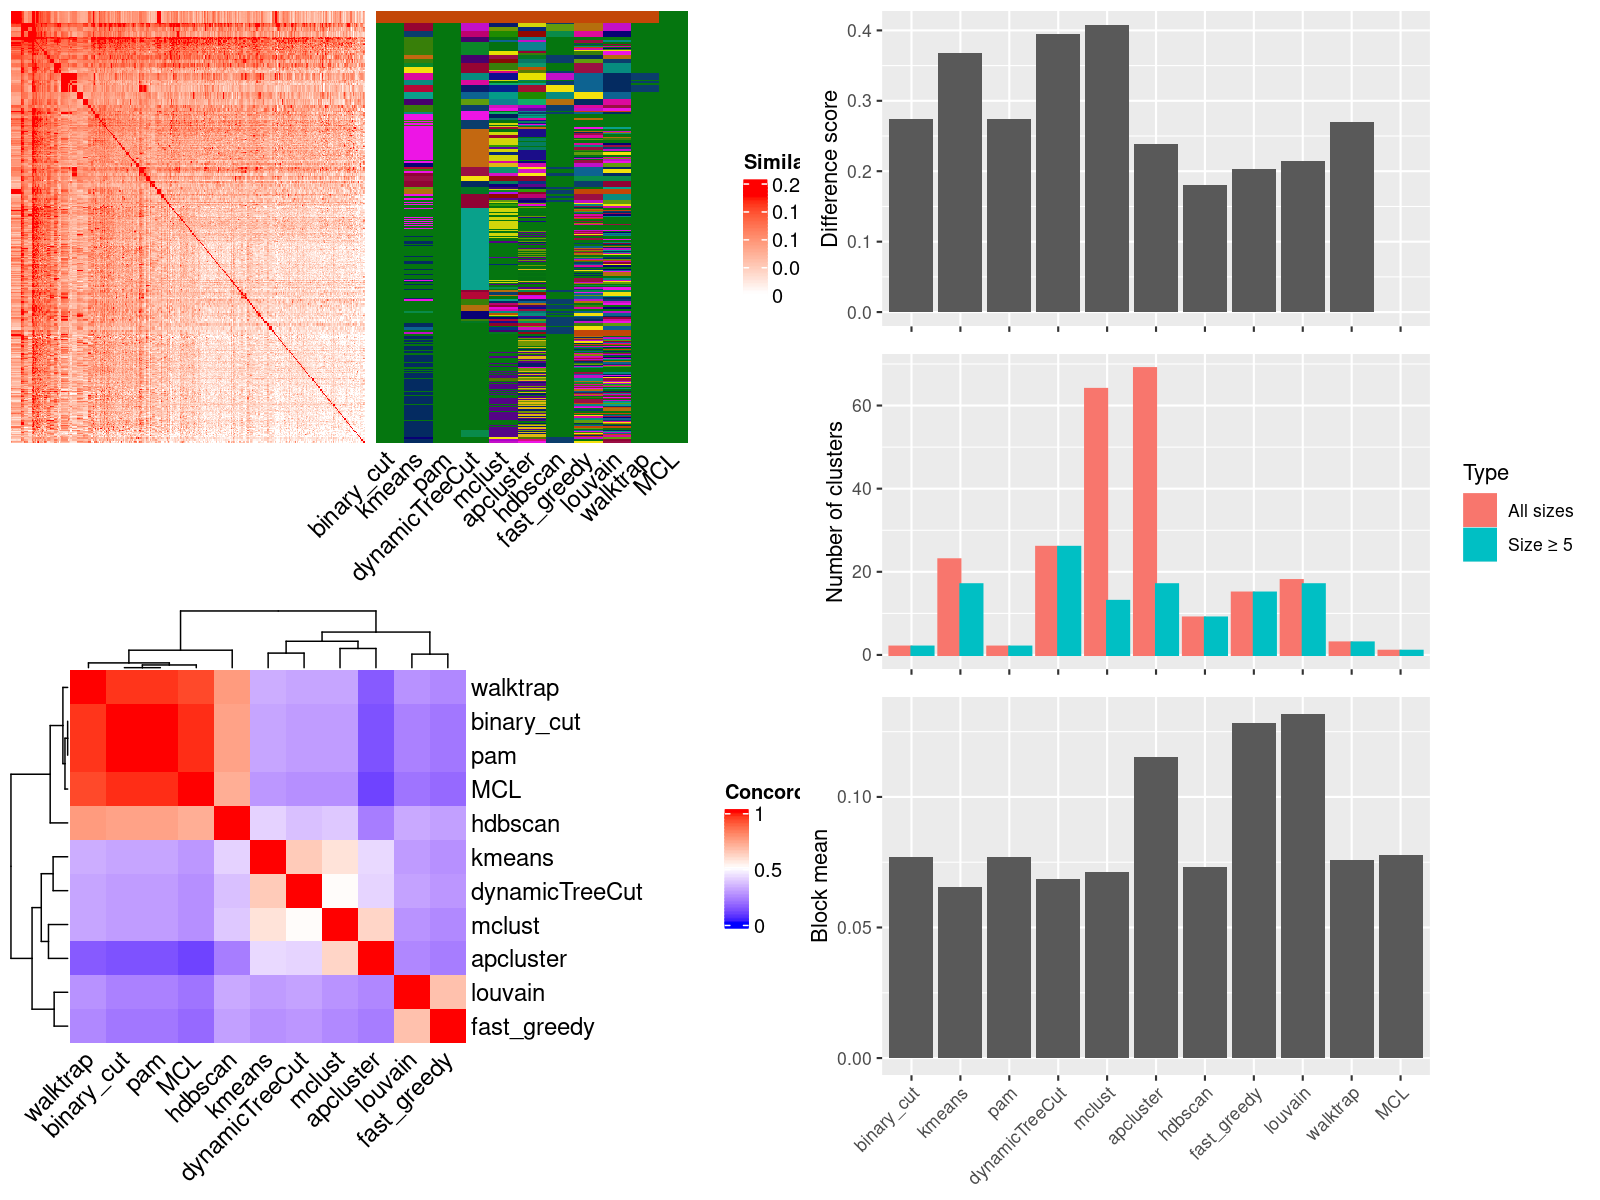 Simila
0.2
0.1
0.1
0.0
0
binary_cut
kmeans
pam
dynamicTreeCut
mclust
apcluster
hdbscan
fast_greedy
louvain
walktrap
MCL
walktrap
binary_cut
pam
MCL
hdbscan
kmeans
dynamicTreeCut
mclust
apcluster
louvain
fast_greedy
walktrap
binary_cut
pam
MCL
hdbscan
kmeans
dynamicTreeCut
mclust
apcluster
louvain
fast_greedy
Concord
1
0.5
0
Difference score
0.4
0.3
0.2
0.1
0.0
Number of clusters
60
40
20
0
Type
All sizes
Size ≥ 5
Block mean
0.10
0.05
0.00
binary_cut
kmeans
pam
dynamicTreeCut
mclust
apcluster
hdbscan
fast_greedy
louvain
walktrap
MCL